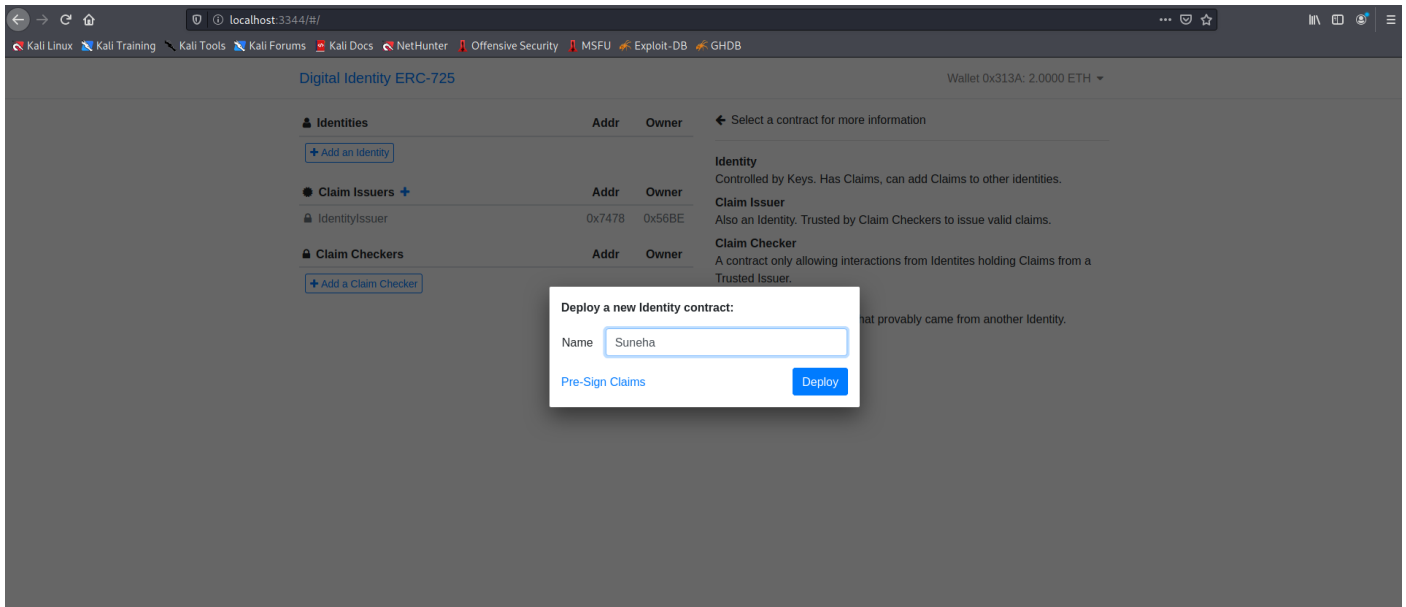 localhost:3344/#/
Kali Linux Kali Training Kali Tools Kali Forums Kali Docs NetHunter Offensive Security MSFU Exploit-DB GHDB
Digital Identity ERC-725 Wallet 0x313A: 2.0000 ETH
Identities Addr Owner
+ Add an Identity
Claim Issuers + Addr Owner
IdentityIssuer 0x7478 0x56BE
Claim Checkers Addr Owner
+ Add a Claim Checker
← Select a contract for more information
Identity
Controlled by Keys. Has Claims, can add Claims to other identities.
Claim Issuer
Also an Identity. Trusted by Claim Checkers to issue valid claims.
Claim Checker
A contract only allowing interactions from Identites holding Claims from a
Trusted Issuer.
that provably came from another Identity.
Deploy a new Identity contract:
Name Suneha
Pre-Sign Claims Deploy